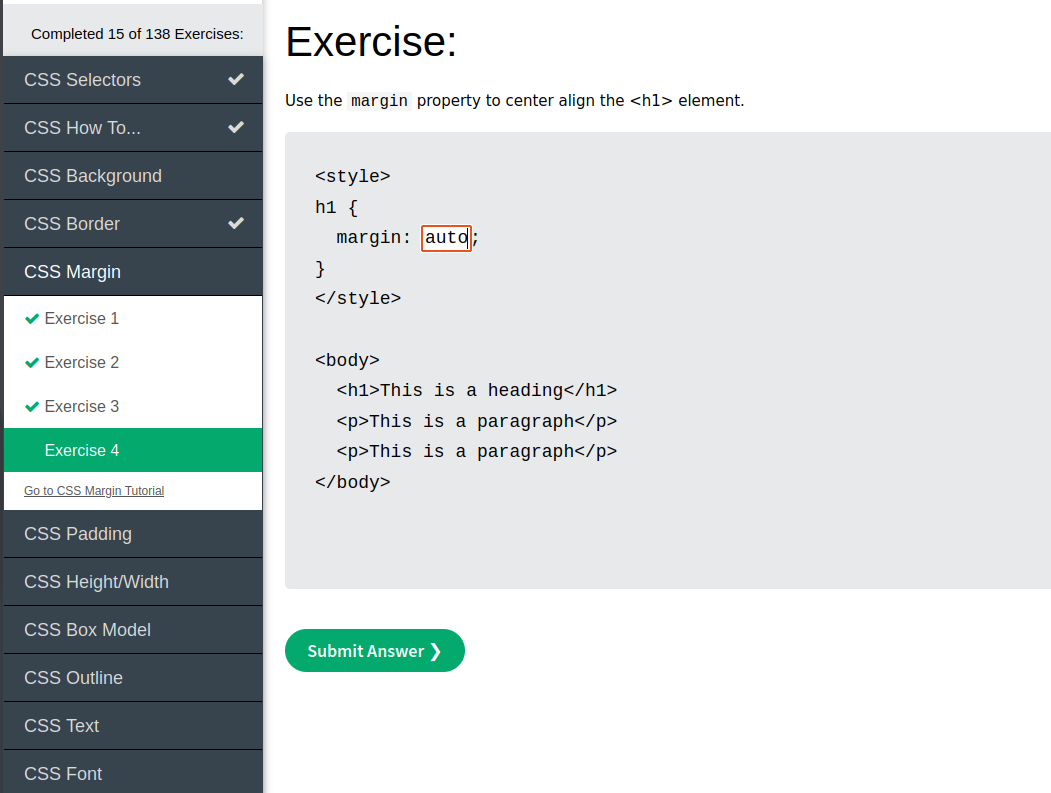 Completed 15 of 138 Exercises:
CSS Selectors
CSS How To...
CSS Background
CSS Border
CSS Margin
Exercise 1
Exercise 2
Exercise 3
Exercise 4
Go to CSS Margin Tutorial
CSS Padding
CSS Height/Width
CSS Box Model
CSS Outline
CSS Text
CSS Font
Exercise:
Use the margin property to center align the <h1> element.
<style>
h1 {
  margin: auto;
}
</style>
<body>
  <h1>This is a heading</h1>
  <p>This is a paragraph</p>
  <p>This is a paragraph</p>
</body>
Submit Answer ❯